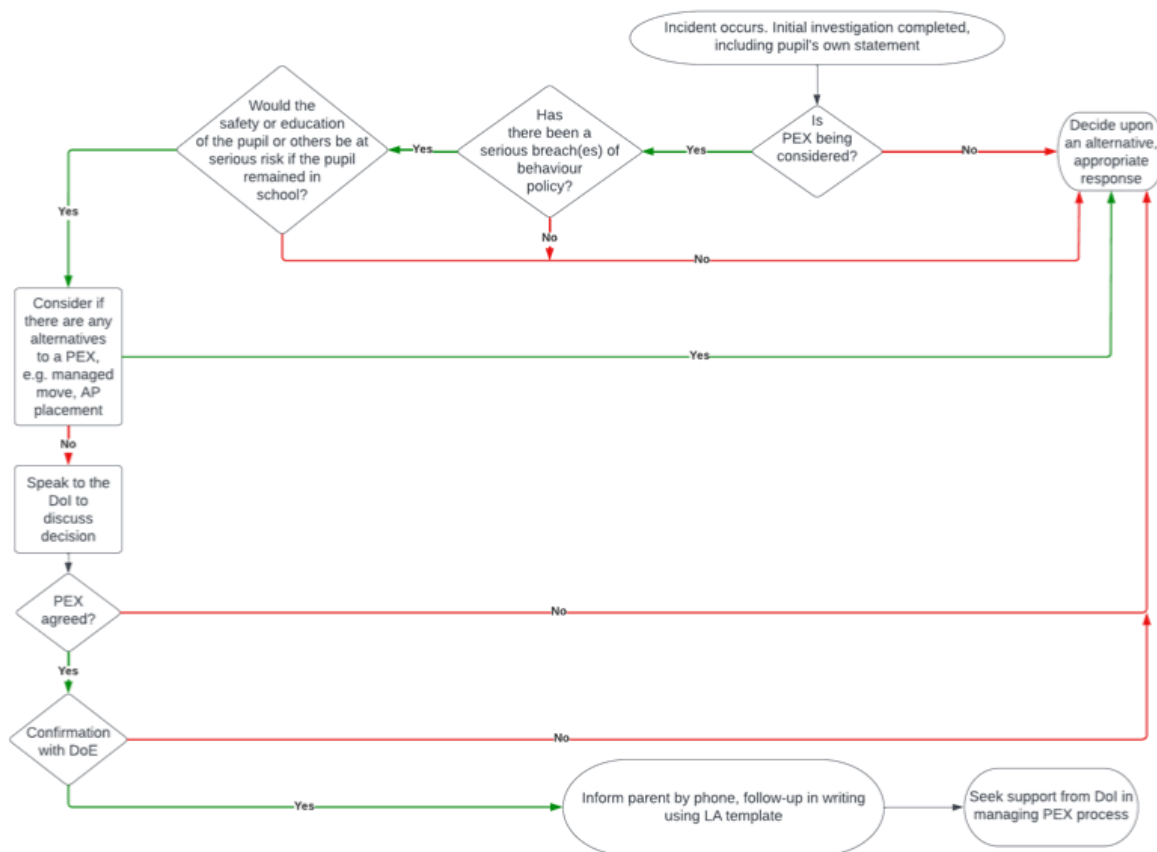 Incident occurs. Initial investigation completed,
including pupil's own statement
Is
PEX being
considered?
Yes
No
Has
there been a
serious breach(es) of
behaviour
policy?
Yes
No
Would the
safety or education
of the pupil or others be at
serious risk if the pupil
remained in
school?
Yes
No
Decide upon
an alternative,
appropriate
response
Consider if
there are any
alternatives
to a PEX,
e.g. managed
move, AP
placement
Yes
No
Speak to the
DoI to
discuss
decision
PEX
agreed?
No
Yes
Confirmation
with DoE
No
Yes
Inform parent by phone, follow-up in writing
using LA template
Seek support from DoI in
managing PEX process